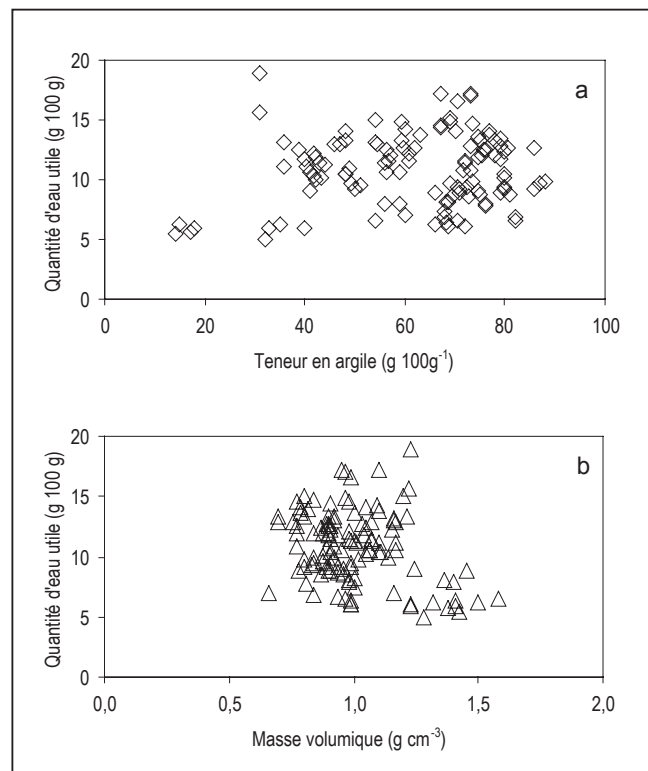 20
15
10
5
0
Quantité d'eau utile (g 100 g)
a
0 20 40 60 80 100
Teneur en argile (g 100g⁻¹)
20
15
10
5
0
Quantité d'eau utile (g 100 g)
b
0,0 0,5 1,0 1,5 2,0
Masse volumique (g cm⁻³)